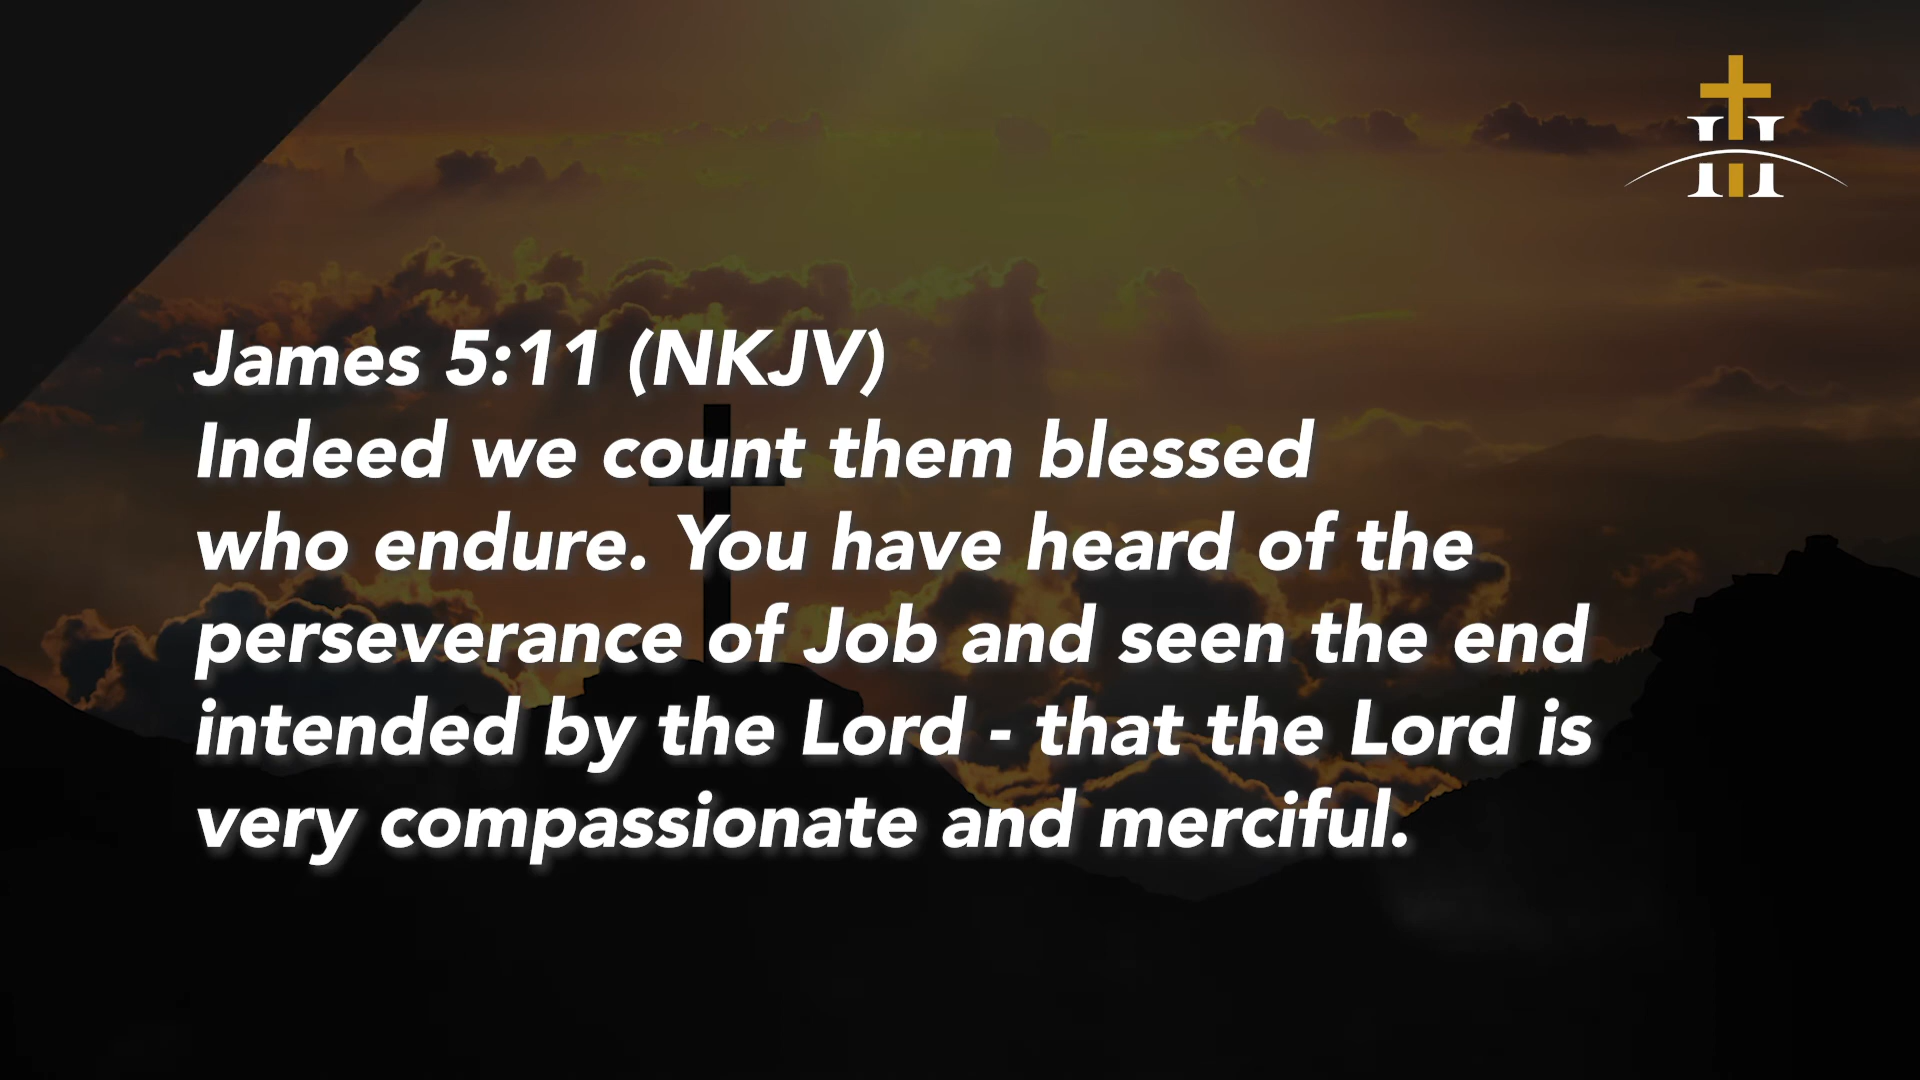 James 5:11 (NKJV)
Indeed we count them blessed
who endure. You have heard of the
perseverance of Job and seen the end
intended by the Lord - that the Lord is
very compassionate and merciful.